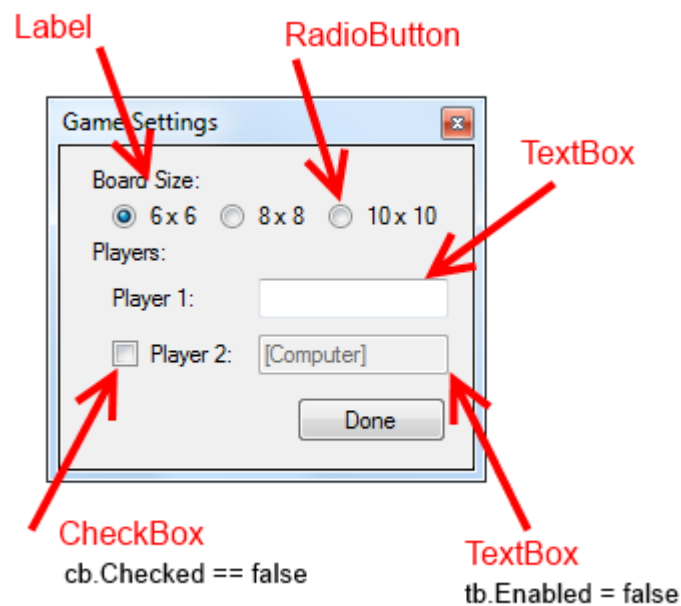 Label
RadioButton
Game Settings
TextBox
Board Size:
6 x 6 8 x 8 10 x 10
Players:
Player 1:
Player 2: [Computer]
Done
CheckBox
cb.Checked == false
TextBox
tb.Enabled = false